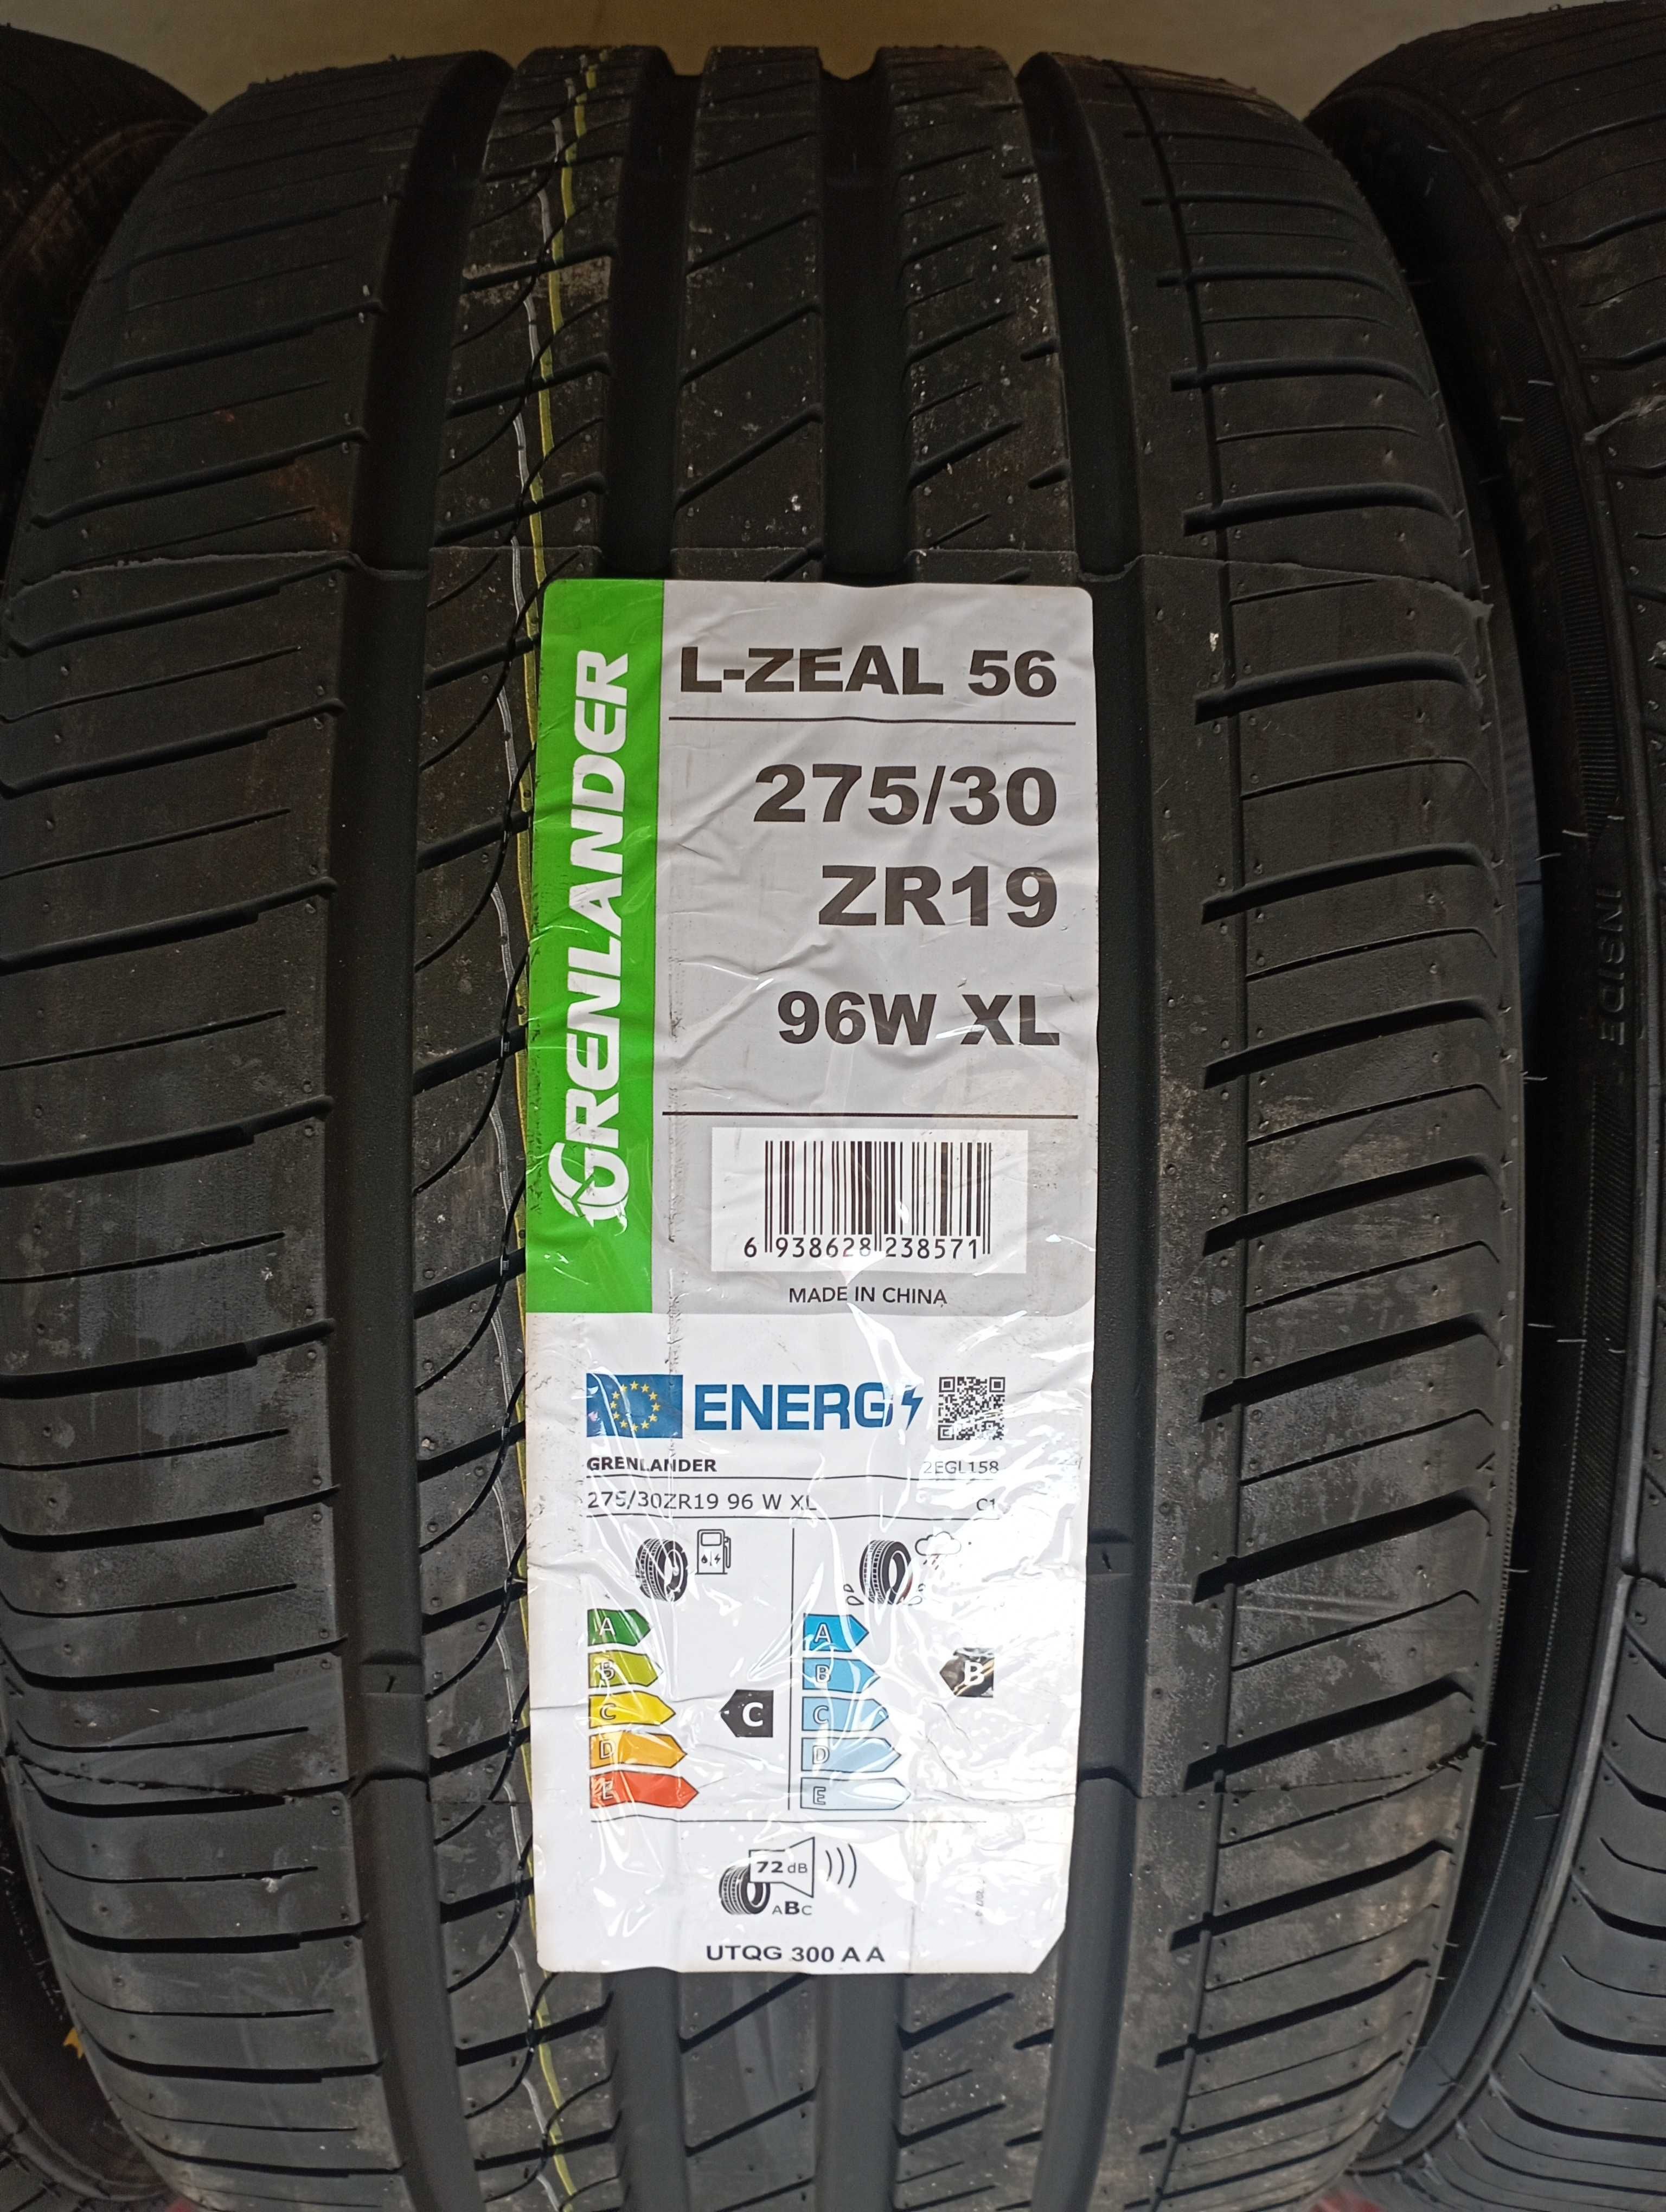 GRENLANDER
L-ZEAL 56
275/30
ZR19
96W XL
6 938628 238571
MADE IN CHINA
ENERG
GRENLANDER 2EGL158
275/30ZR19 96 W XL C1
A A
B B B
C C C
D D
E E
72 dB
ABC
UTQG 300 A A
INSIDE